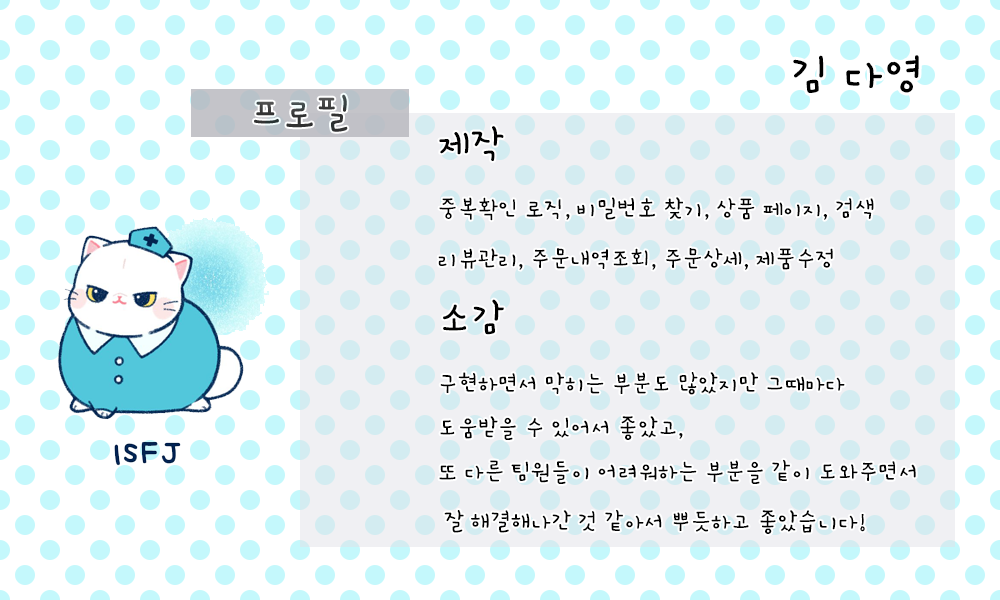 김 다영
프로필
제작
중복확인 로직, 비밀번호 찾기, 상품 페이지, 검색
리뷰관리, 주문내역조회, 주문상세, 제품수정
소감
구현하면서 막히는 부분도 많았지만 그때마다
도움받을 수 있어서 좋았고,
또 다른 팀원들이 어려워하는 부분을 같이 도와주면서
잘 해결해나간 것 같아서 뿌듯하고 좋았습니다!
ISFJ